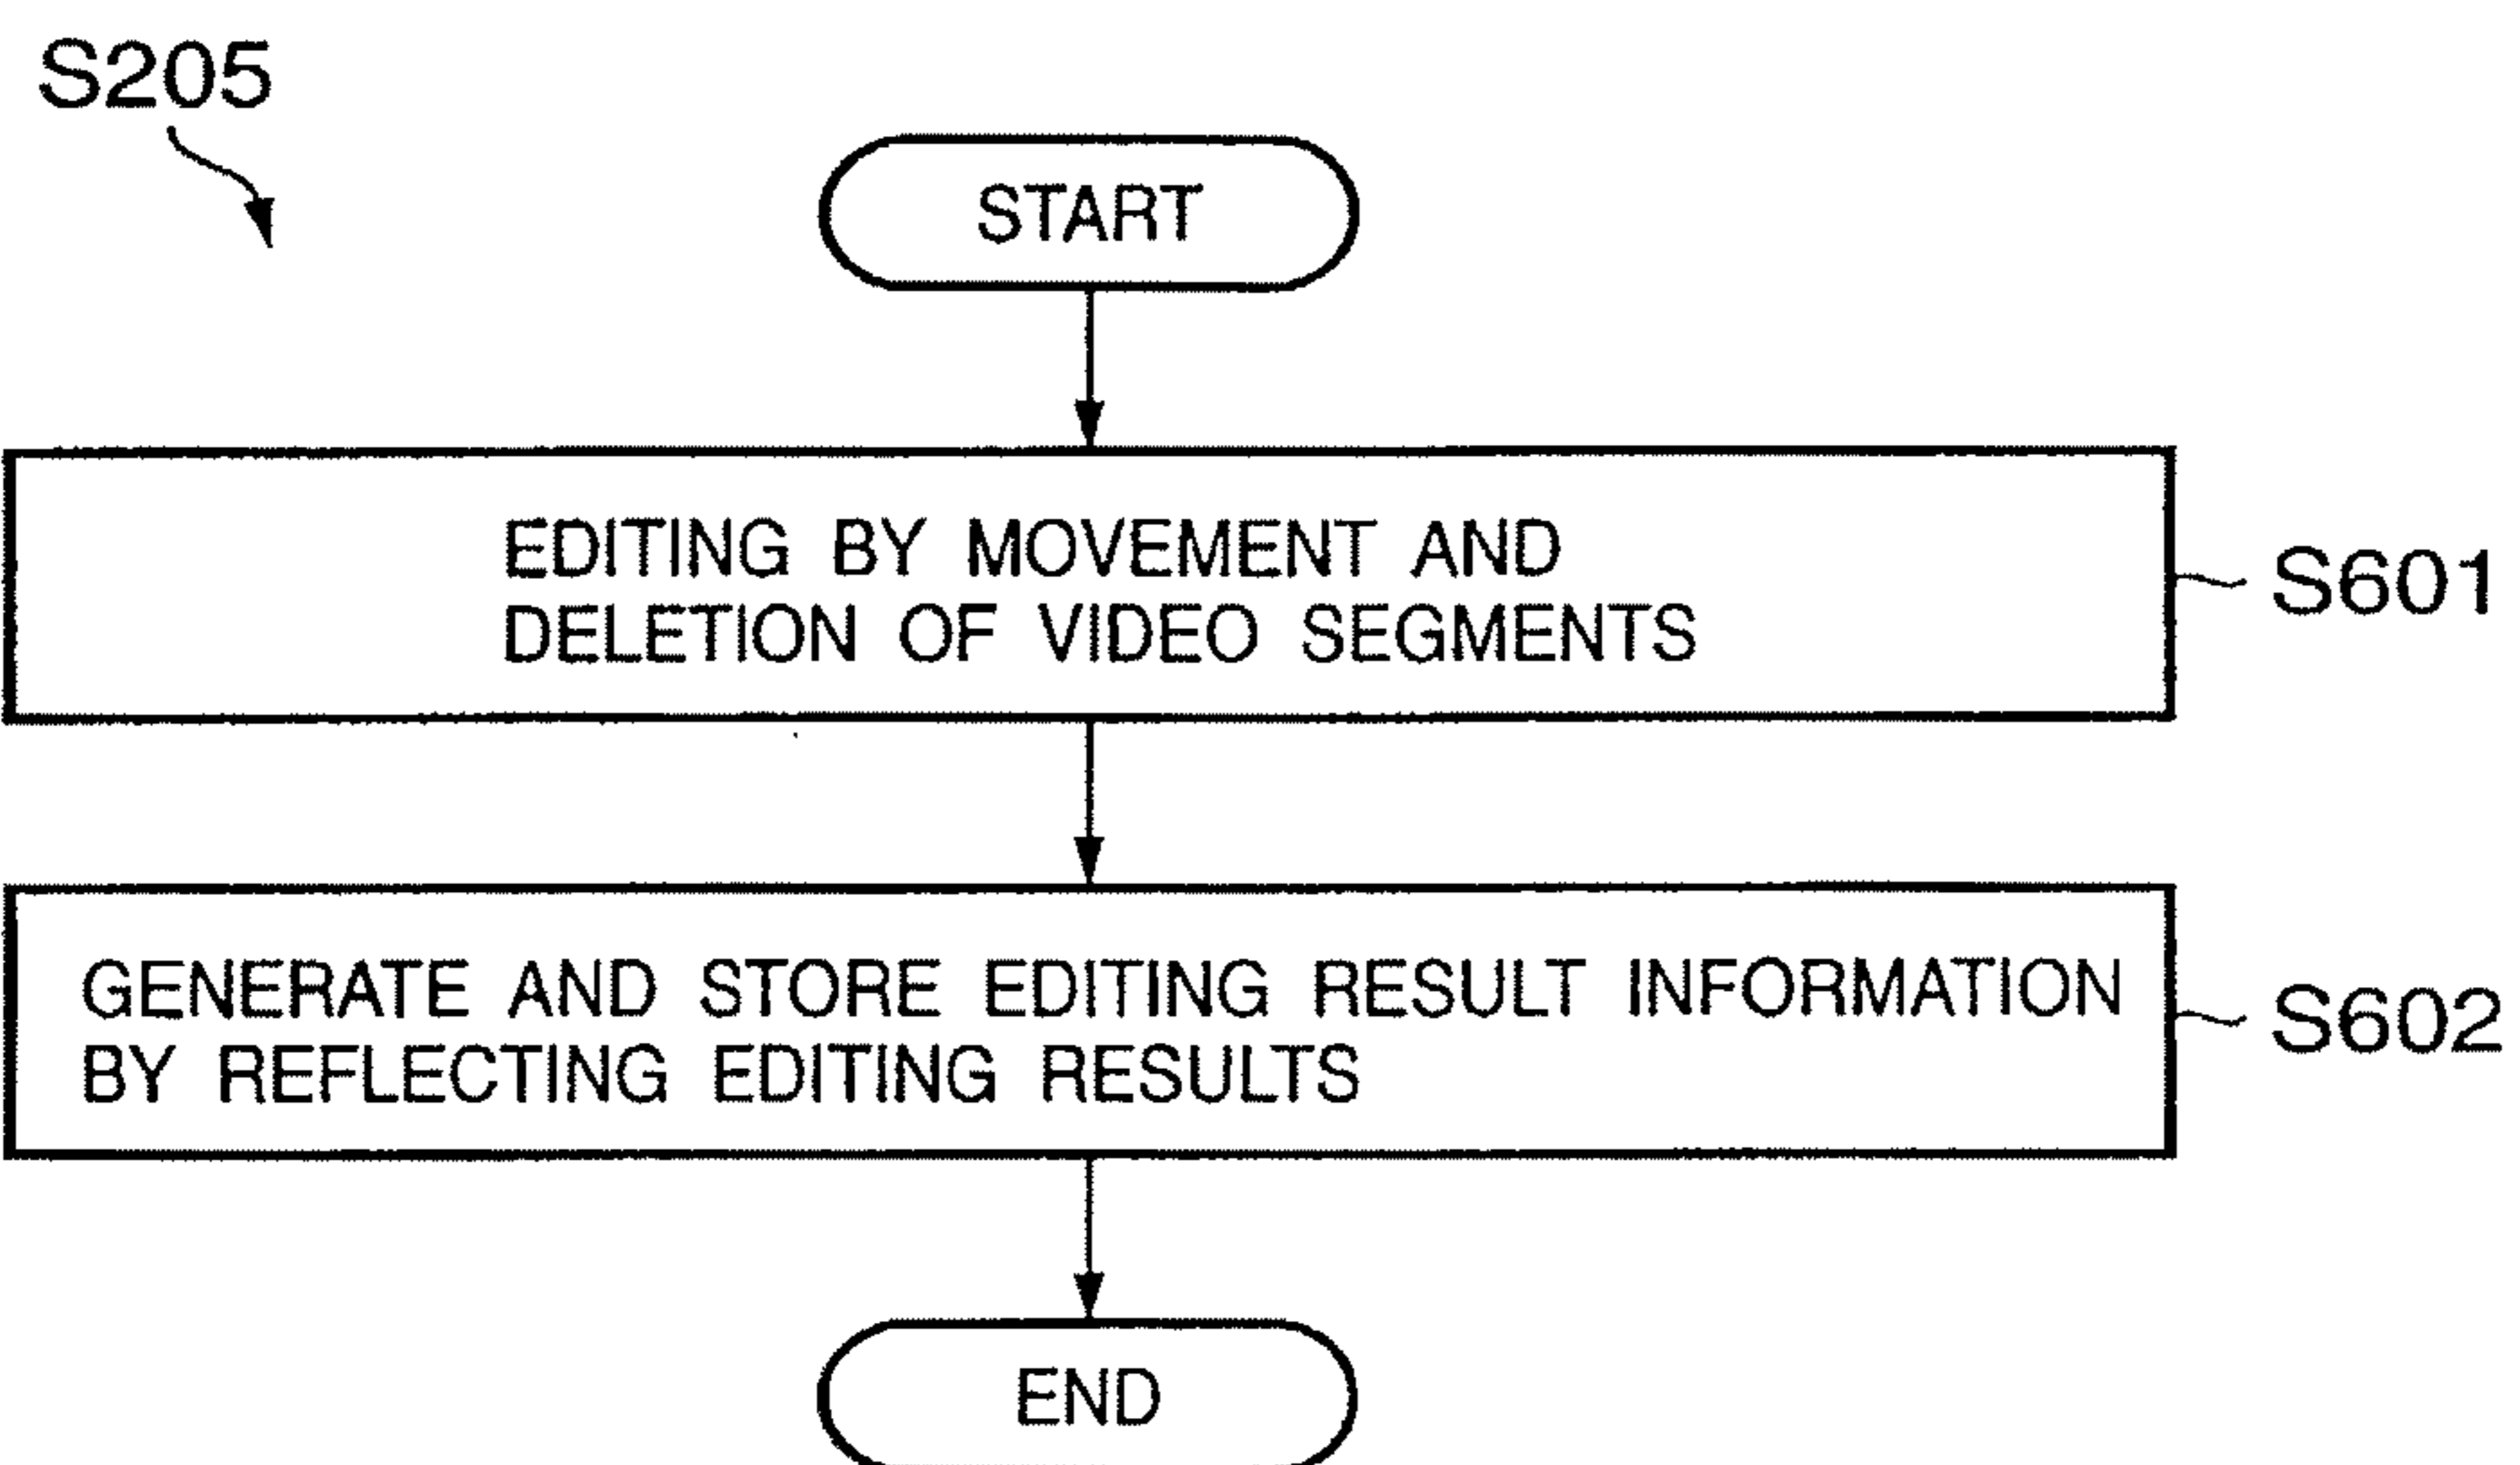 S205
START
EDITING BY MOVEMENT AND
DELETION OF VIDEO SEGMENTS
S601
GENERATE AND STORE EDITING RESULT INFORMATION
BY REFLECTING EDITING RESULTS
S602
END